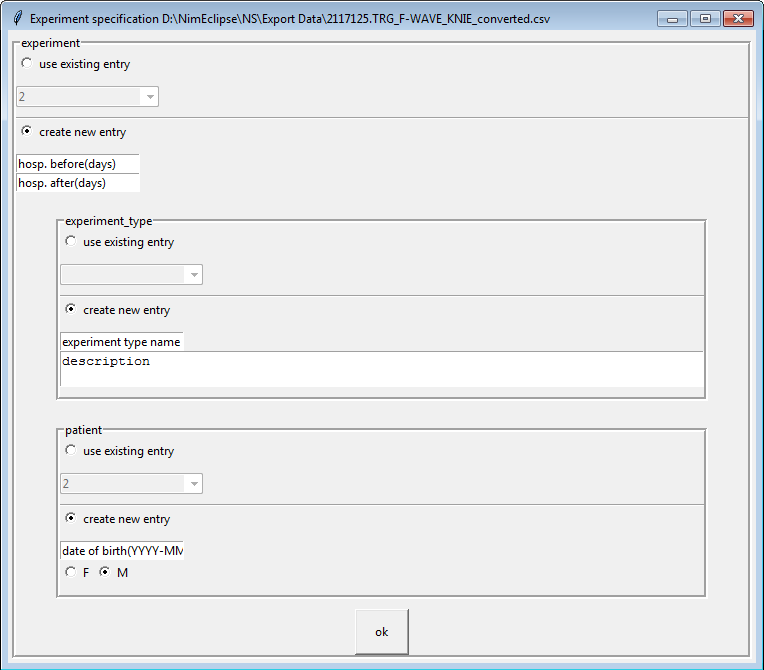 Experiment specification D:\NimEclipse\NS\Export Data\2117125.TRG_F-WAVE_KNIE_converted.csv
experiment
use existing entry
2
create new entry
hosp. before(days)
hosp. after(days)
experiment_type
use existing entry
create new entry
experiment type name
description
patient
use existing entry
2
create new entry
date of birth(YYYY-MM
F M
ok